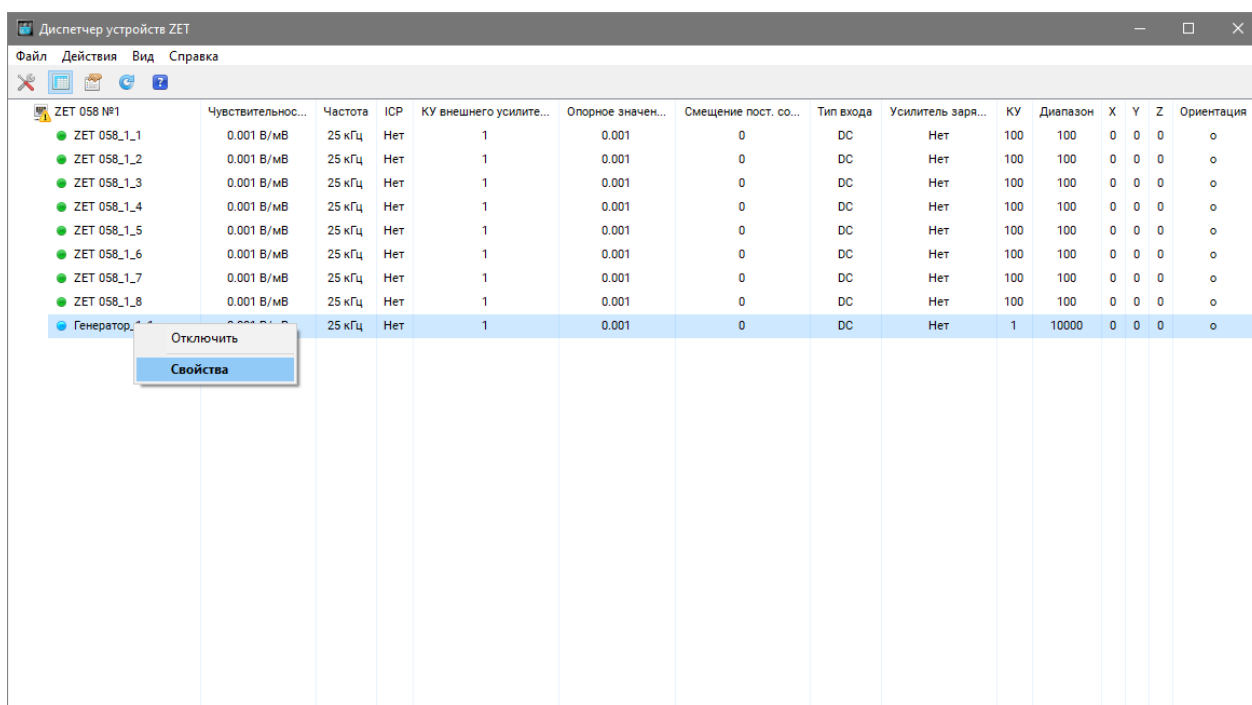 Диспетчер устройств ZET
Файл Действия Вид Справка
ZET 058 №1 Чувствительнос... Частота ICP КУ внешнего усилите... Опорное значен... Смещение пост. со... Тип входа Усилитель заря... КУ Диапазон X Y Z Ориентация
ZET 058_1_1 0.001 В/мВ 25 кГц Нет 1 0.001 0 DC Нет 100 100 0 0 0 o
ZET 058_1_2 0.001 В/мВ 25 кГц Нет 1 0.001 0 DC Нет 100 100 0 0 0 o
ZET 058_1_3 0.001 В/мВ 25 кГц Нет 1 0.001 0 DC Нет 100 100 0 0 0 o
ZET 058_1_4 0.001 В/мВ 25 кГц Нет 1 0.001 0 DC Нет 100 100 0 0 0 o
ZET 058_1_5 0.001 В/мВ 25 кГц Нет 1 0.001 0 DC Нет 100 100 0 0 0 o
ZET 058_1_6 0.001 В/мВ 25 кГц Нет 1 0.001 0 DC Нет 100 100 0 0 0 o
ZET 058_1_7 0.001 В/мВ 25 кГц Нет 1 0.001 0 DC Нет 100 100 0 0 0 o
ZET 058_1_8 0.001 В/мВ 25 кГц Нет 1 0.001 0 DC Нет 100 100 0 0 0 o
25 кГц Нет 1 0.001 0 DC Нет 1 10000 0 0 0 o
Отключить
Свойства